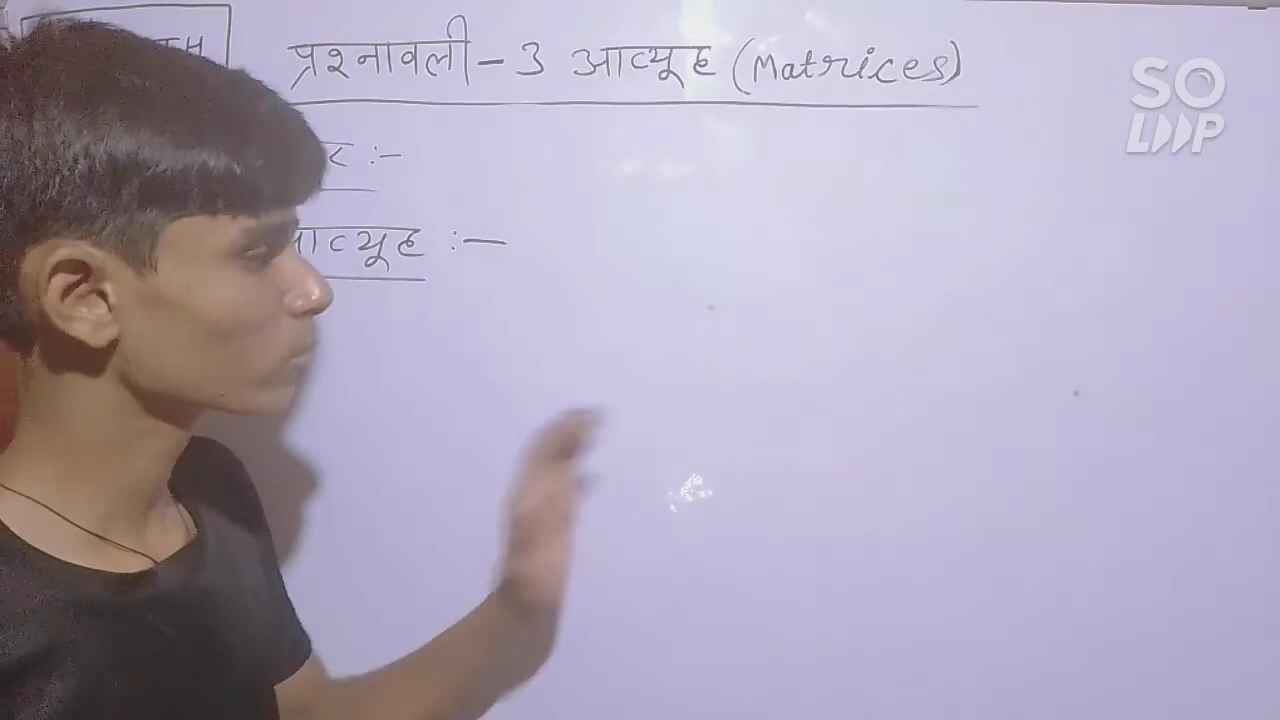 प्रश्नावली - 3 आव्यूह (Matrices)
SO
LOOP
:-
आव्यूह :-